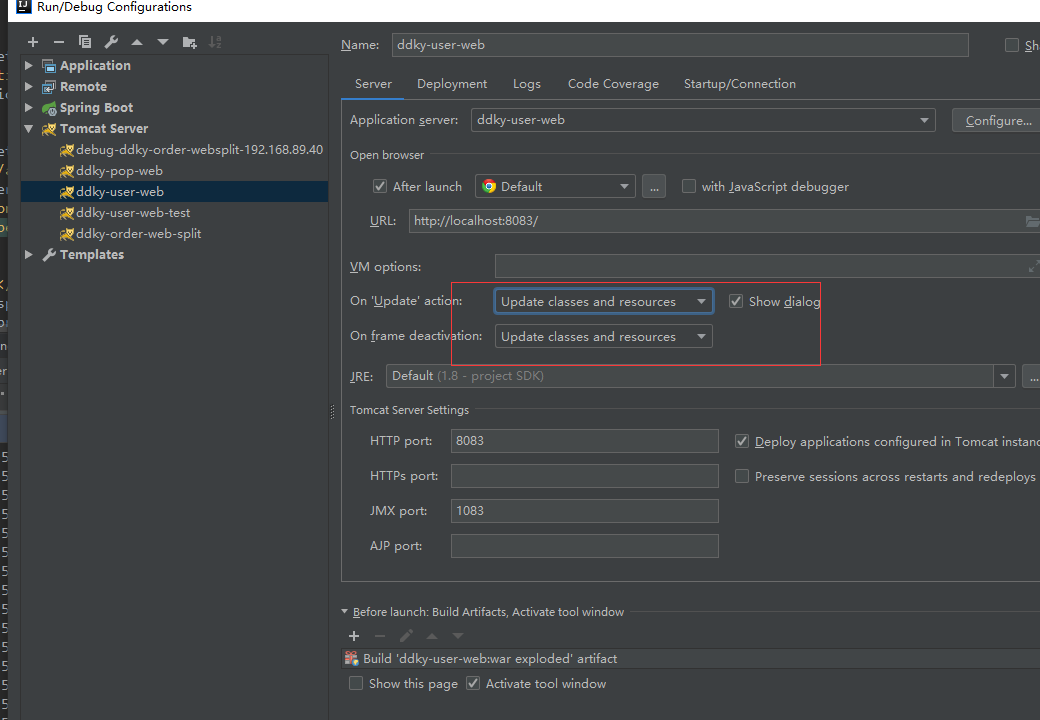 Run/Debug Configurations
Name: ddky-user-web
Application
Remote
Spring Boot
Tomcat Server
debug-ddky-order-websplit-192.168.89.40
ddky-pop-web
ddky-user-web
ddky-user-web-test
ddky-order-web-split
Templates
Server Deployment Logs Code Coverage Startup/Connection
Application server: ddky-user-web Configure...
Open browser
After launch Default ... with JavaScript debugger
URL: http://localhost:8083/
VM options:
On 'Update' action: Update classes and resources Show dialog
On frame deactivation: Update classes and resources
JRE: Default (1.8 - project SDK) ...
Tomcat Server Settings
HTTP port: 8083 Deploy applications configured in Tomcat instanc
HTTPs port: Preserve sessions across restarts and redeploys
JMX port: 1083
AJP port:
Before launch: Build Artifacts, Activate tool window
Build 'ddky-user-web:war exploded' artifact
Show this page Activate tool window